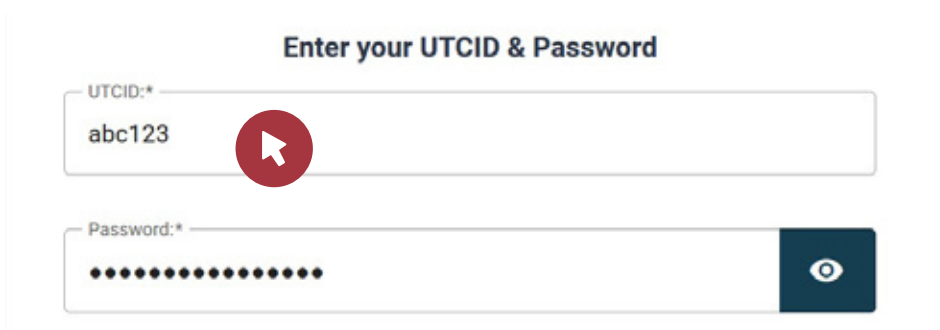 Enter your UTCID & Password
UTCID:*
abc123
Password:*
••••••••••••••••